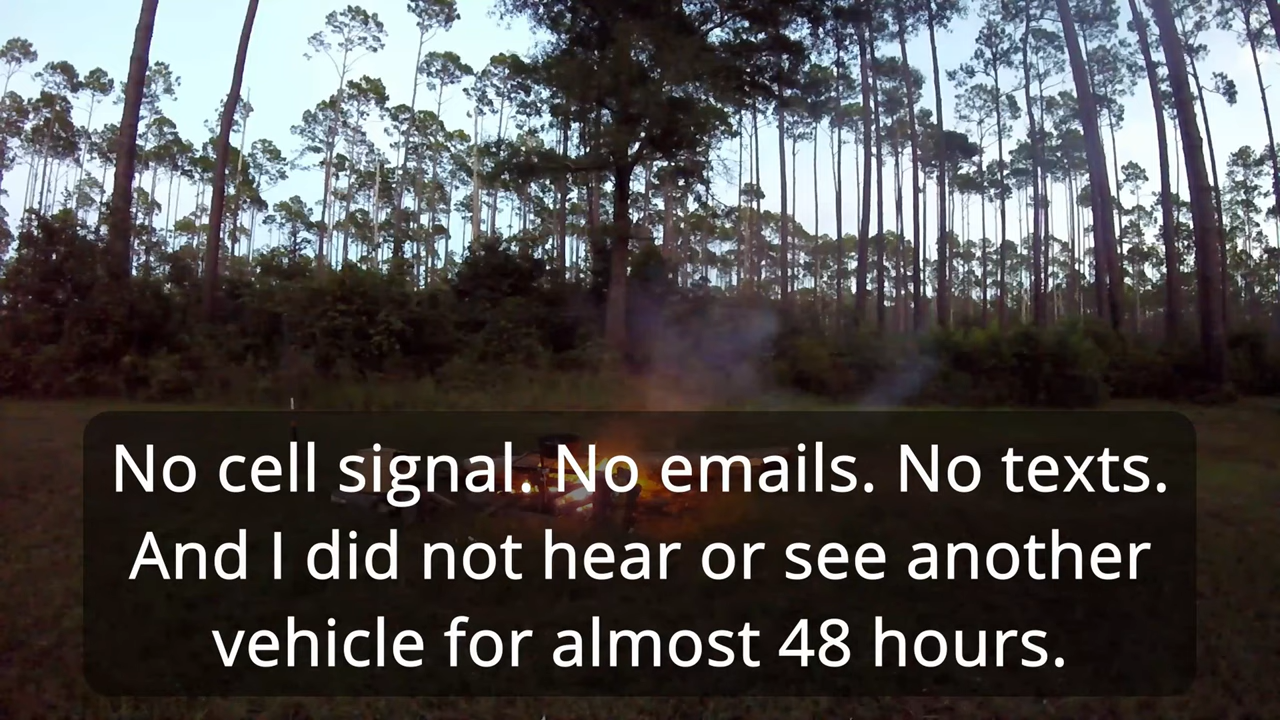 No cell signal. No emails. No texts.
And I did not hear or see another
vehicle for almost 48 hours.